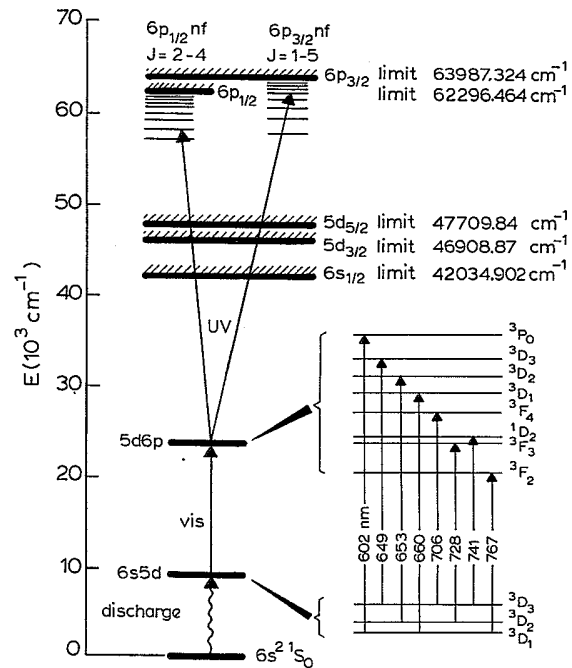 6p₁/₂nf 6p₃/₂nf
J = 2-4 J = 1-5
70
6p₃/₂ limit 63987.324 cm⁻¹
6p₁/₂ limit 62296.464 cm⁻¹
60
50
5d₅/₂ limit 47709.84 cm⁻¹
5d₃/₂ limit 46908.87 cm⁻¹
6s₁/₂ limit 42034.902 cm⁻¹
40
E (10³ cm⁻¹)
UV
30
5d6p
20
vis
10
6s5d
discharge
0
6s² ¹S₀
³P₀
³D₃
³D₂
³D₁
³F₄
¹D₂
³F₃
³F₂
602 nm
649
653
660
706
728
741
767
³D₃
³D₂
³D₁